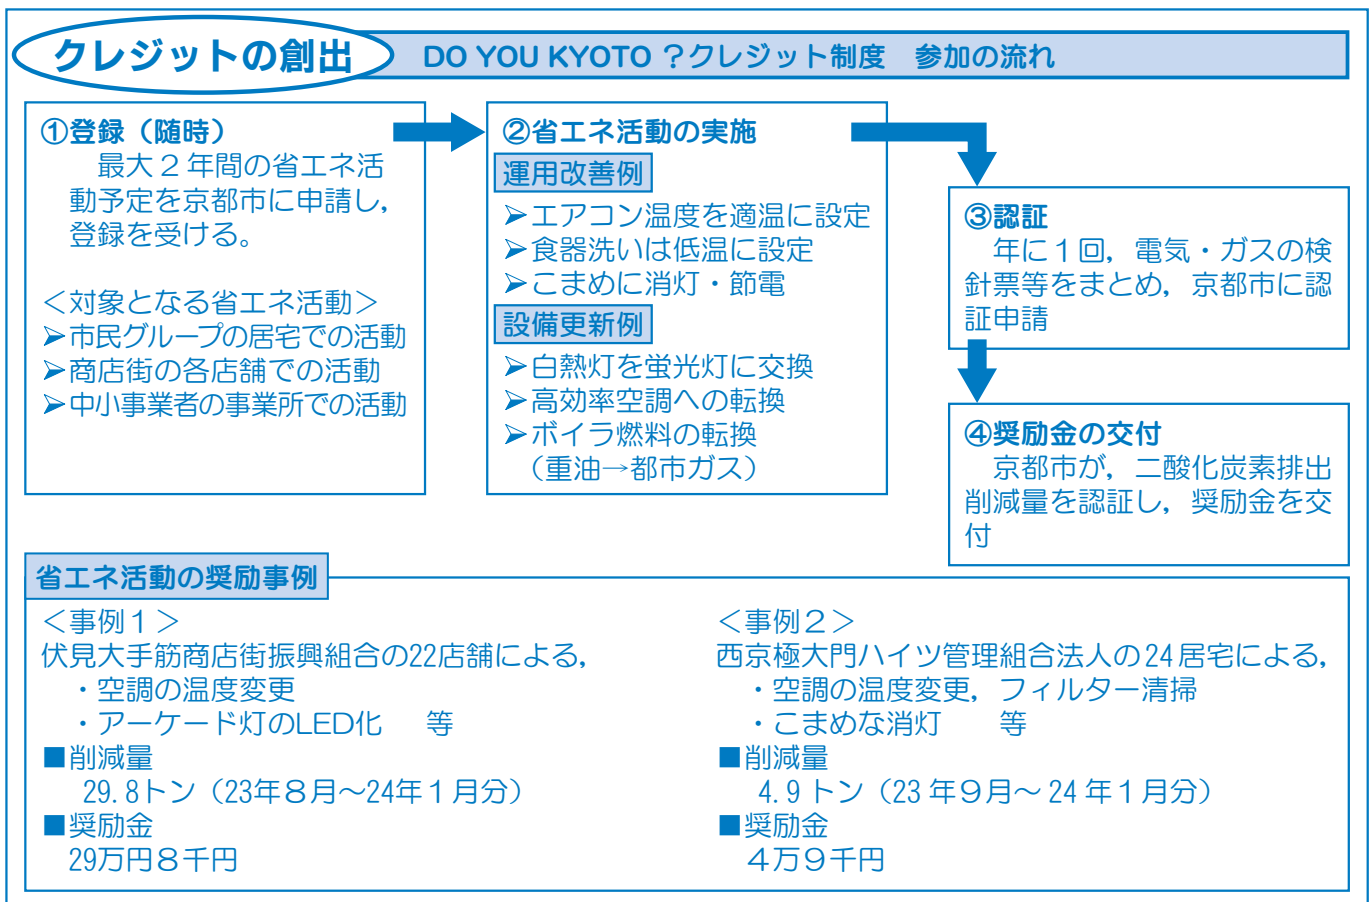 クレジットの創出
DO YOU KYOTO ？クレジット制度　参加の流れ
①登録（随時）
最大２年間の省エネ活
動予定を京都市に申請し，
登録を受ける。
＜対象となる省エネ活動＞
➢市民グループの居宅での活動
➢商店街の各店舗での活動
➢中小事業者の事業所での活動
②省エネ活動の実施
運用改善例
➢エアコン温度を適温に設定
➢食器洗いは低温に設定
➢こまめに消灯・節電
設備更新例
➢白熱灯を蛍光灯に交換
➢高効率空調への転換
➢ボイラ燃料の転換
（重油→都市ガス）
③認証
年に１回，電気・ガスの検
針票等をまとめ，京都市に認
証申請
④奨励金の交付
京都市が，二酸化炭素排出
削減量を認証し，奨励金を交
付
省エネ活動の奨励事例
＜事例１＞
伏見大手筋商店街振興組合の22店舗による，
・空調の温度変更
・アーケード灯のLED化　等
■削減量
29.8トン（23年８月～24年１月分）
■奨励金
29万円８千円
＜事例２＞
西京極大門ハイツ管理組合法人の24居宅による，
・空調の温度変更，フィルター清掃
・こまめな消灯　　等
■削減量
4.9トン（23年９月～24年１月分）
■奨励金
４万９千円